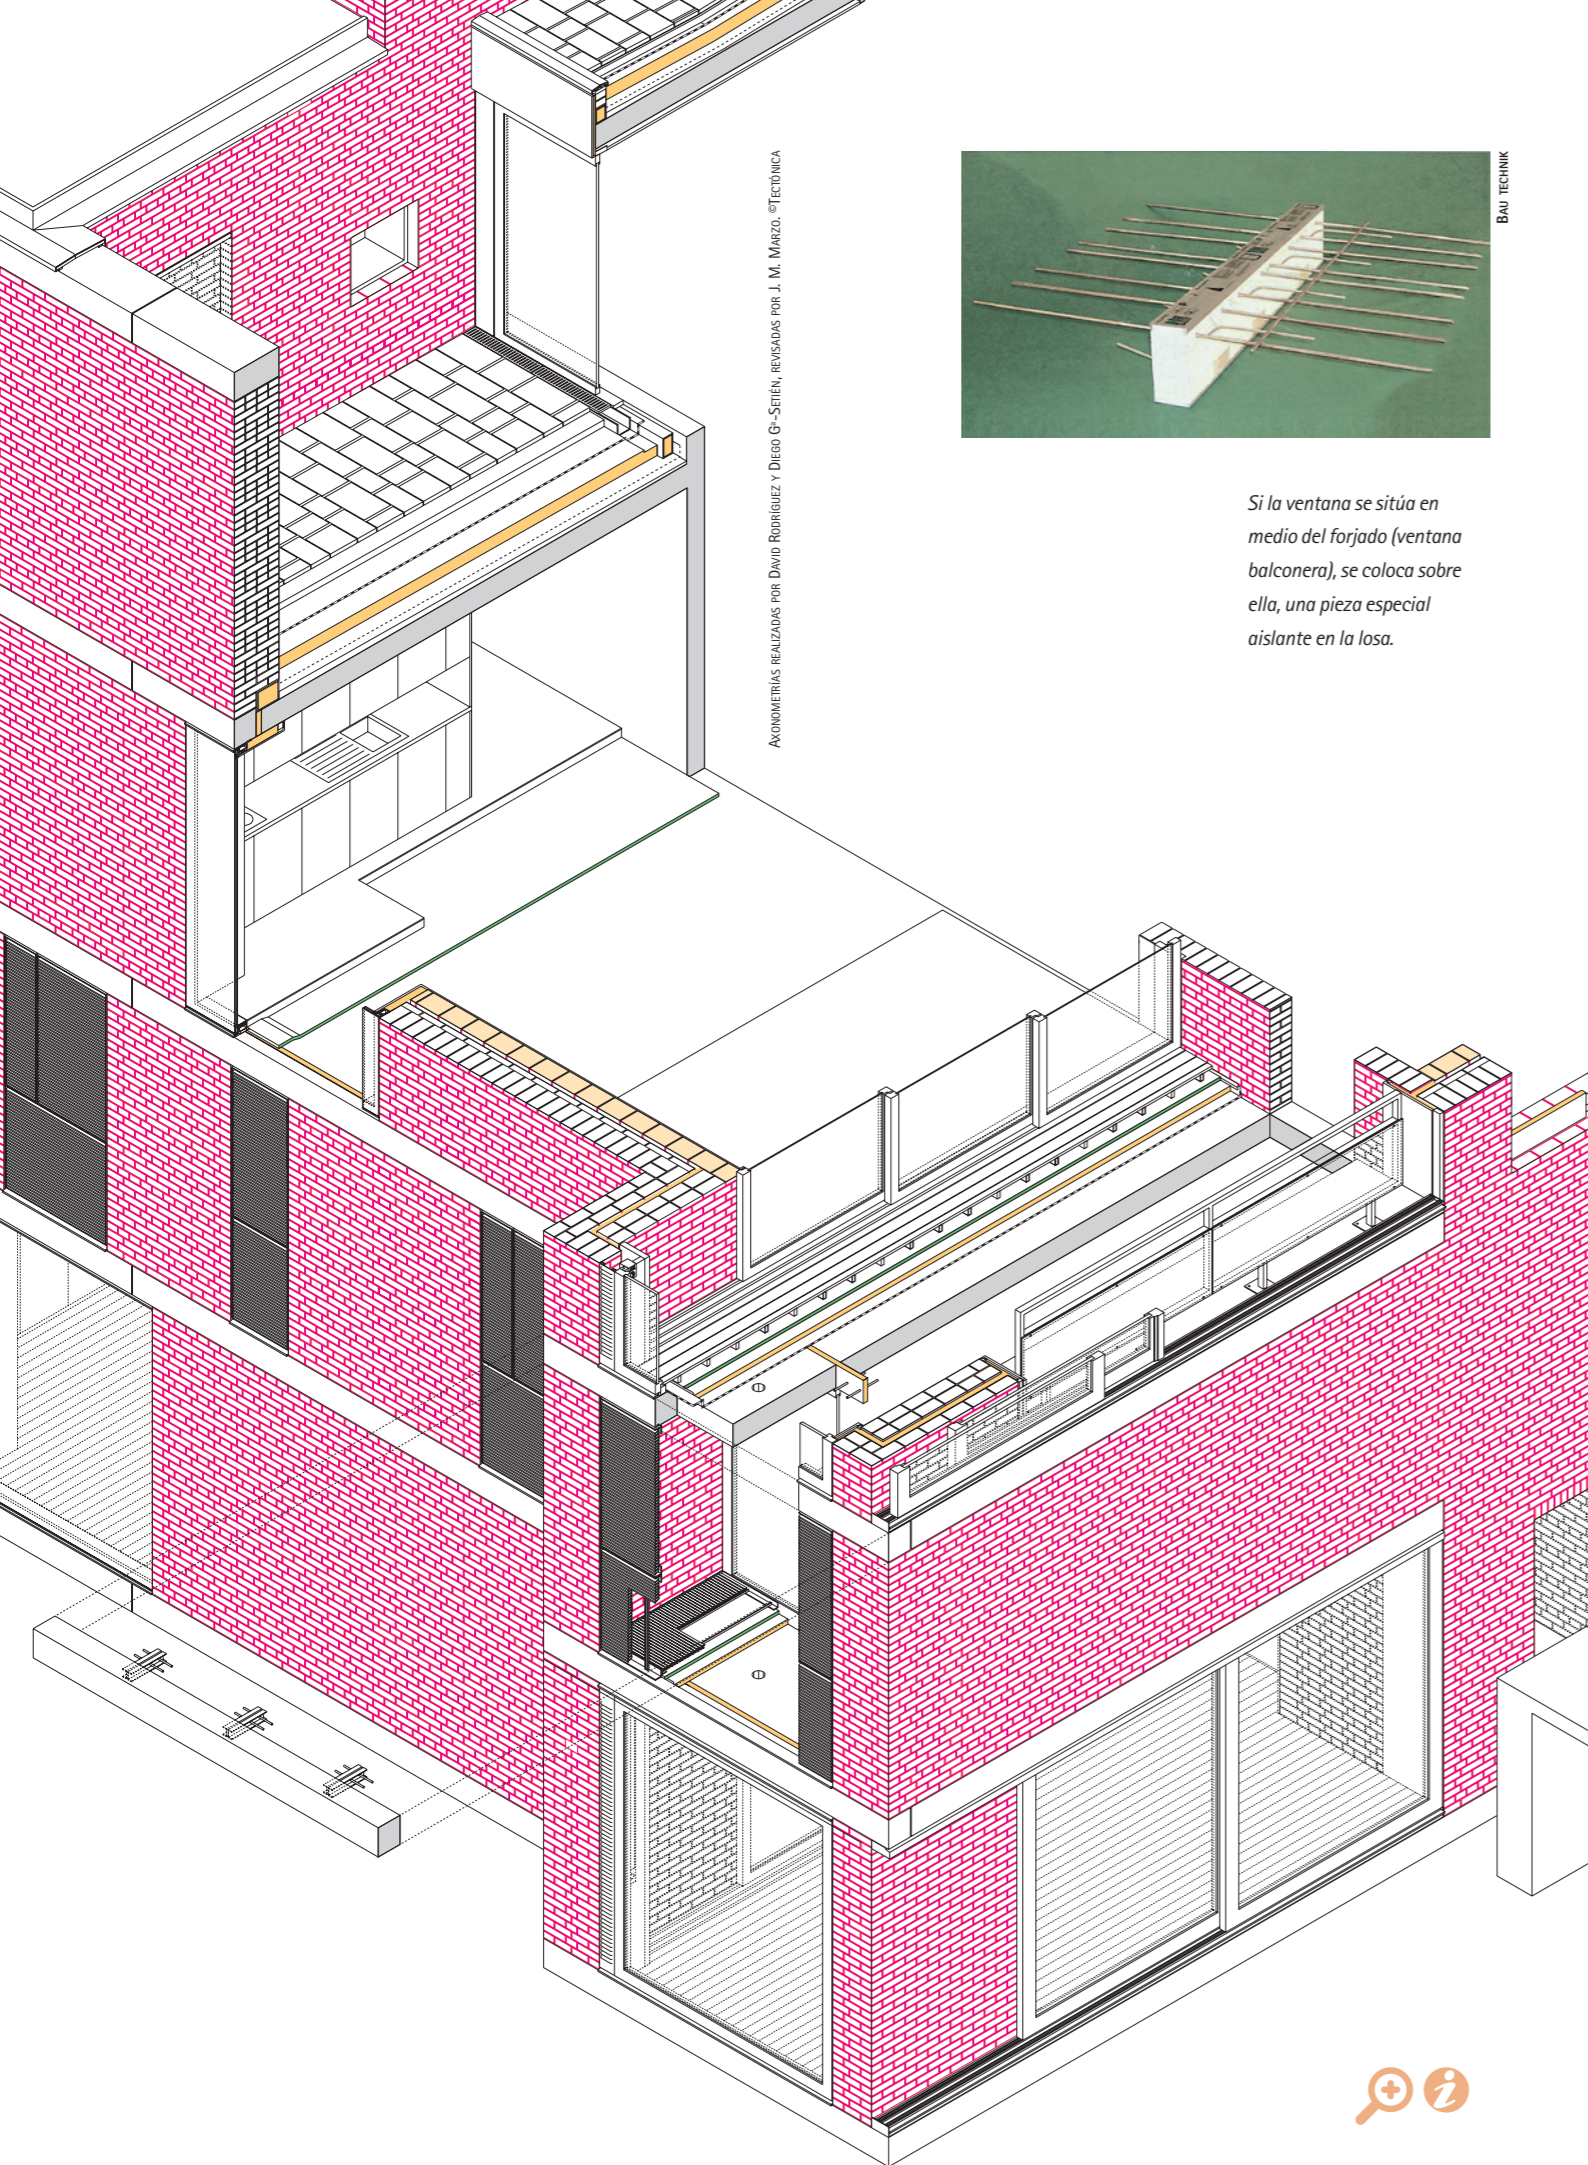 Axonometrías realizadas por David Rodríguez y Diego Gª-Setién, revisadas por J. M. Marzo. ©Tectónica
Bau technik
Si la ventana se sitúa en
medio del forjado (ventana
balconera), se coloca sobre
ella, una pieza especial
aislante en la losa.